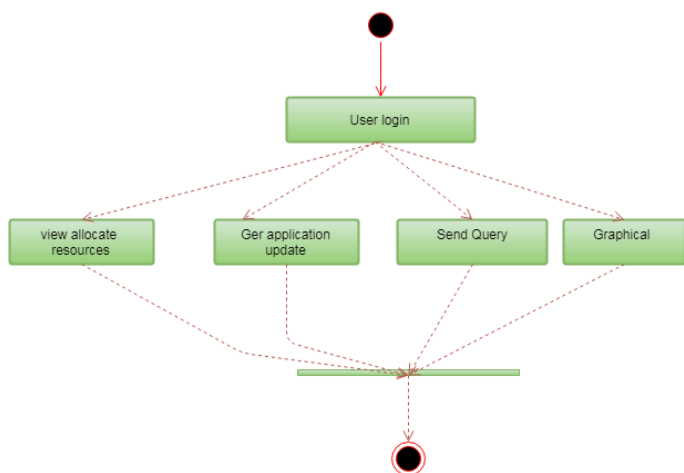 User login
view allocate
resources
Ger application
update
Send Query
Graphical